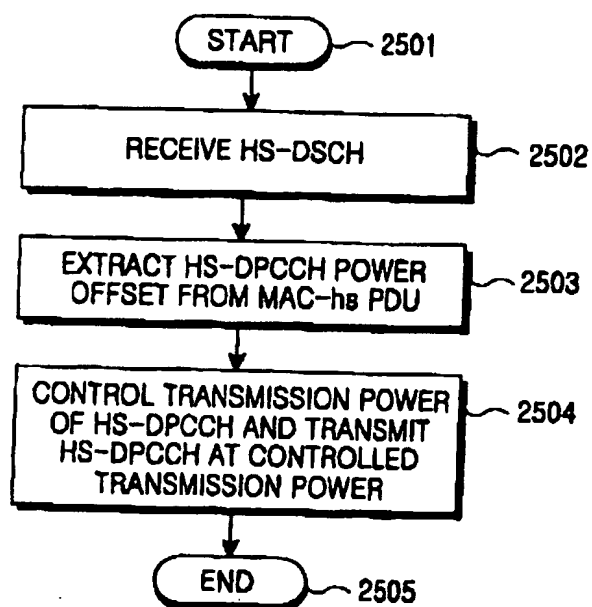 START
2501
RECEIVE HS-DSCH
2502
EXTRACT HS-DPCCH POWER
OFFSET FROM MAC-hs PDU
2503
CONTROL TRANSMISSION POWER
OF HS-DPCCH AND TRANSMIT
HS-DPCCH AT CONTROLLED
TRANSMISSION POWER
2504
END
2505